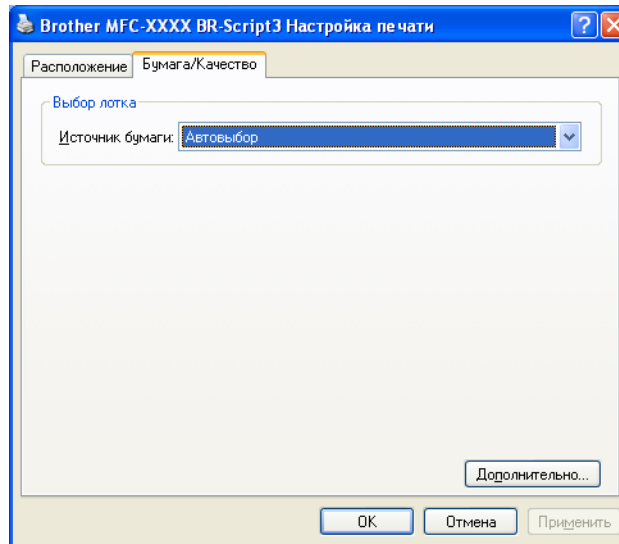 Brother MFC-XXXX BR-Script3 Настройка печати
Расположение Бумага/Качество
Выбор лотка
Источник бумаги: Автовыбор
Дополнительно...
OK Отмена Применить